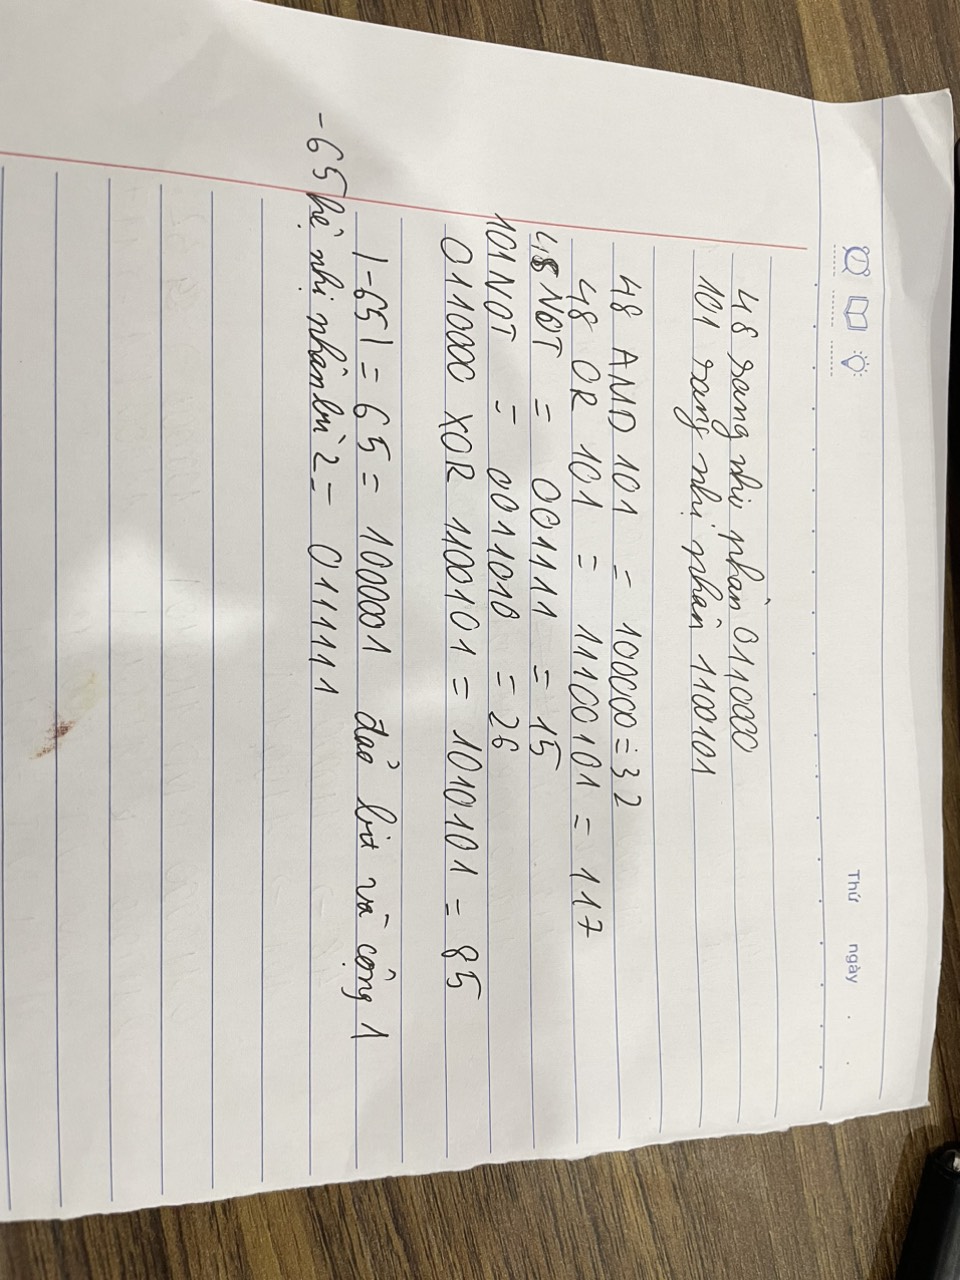 Thứ ngày . .
48 sang nhị phân 0110000
101 sang nhị phân 1100101
48 AND 101 = 100000 = 32
48 OR 101 = 1110101 = 117
48 NOT = 001111 = 15
101 NOT = 0011010 = 26
0110000 XOR 1100101 = 1010101 = 85
|-65| = 65 = 1000001 đảo bit và cộng 1
-65 hệ nhị phân bù 2 = 0111111